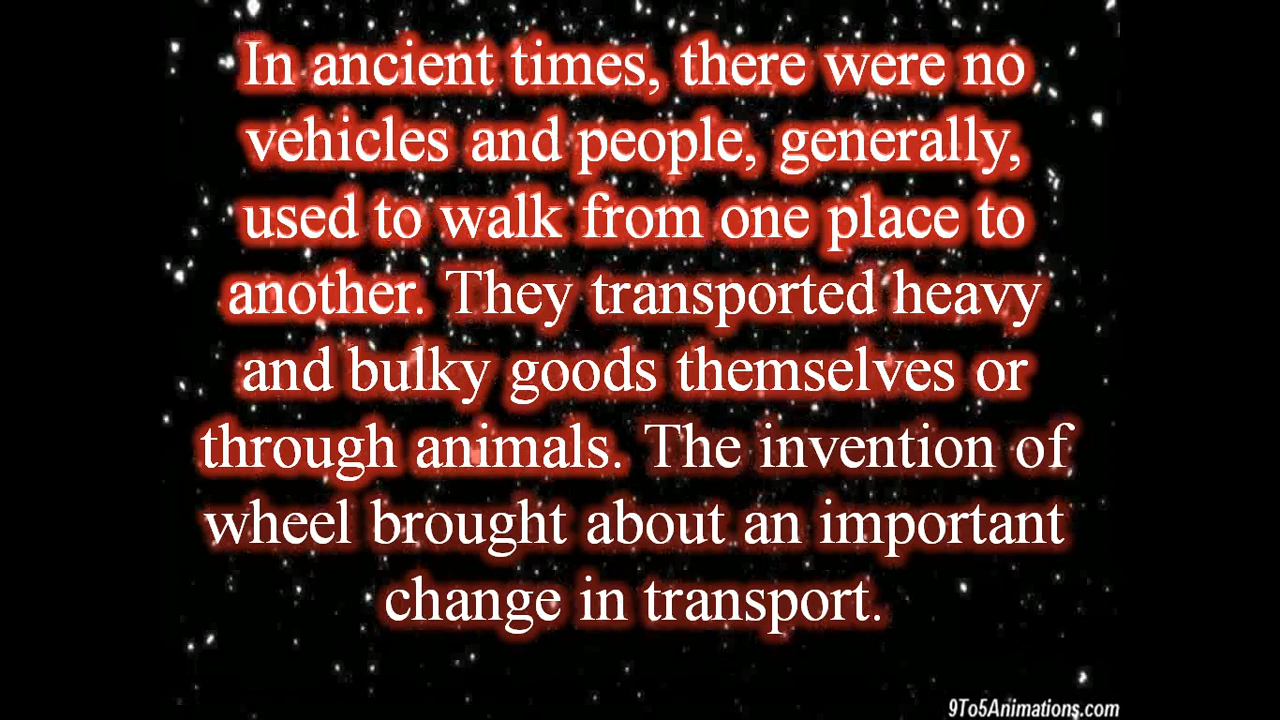 In ancient times, there were no
vehicles and people, generally,
used to walk from one place to
another. They transported heavy
and bulky goods themselves or
through animals. The invention of
wheel brought about an important
change in transport.
9To5Animations.com